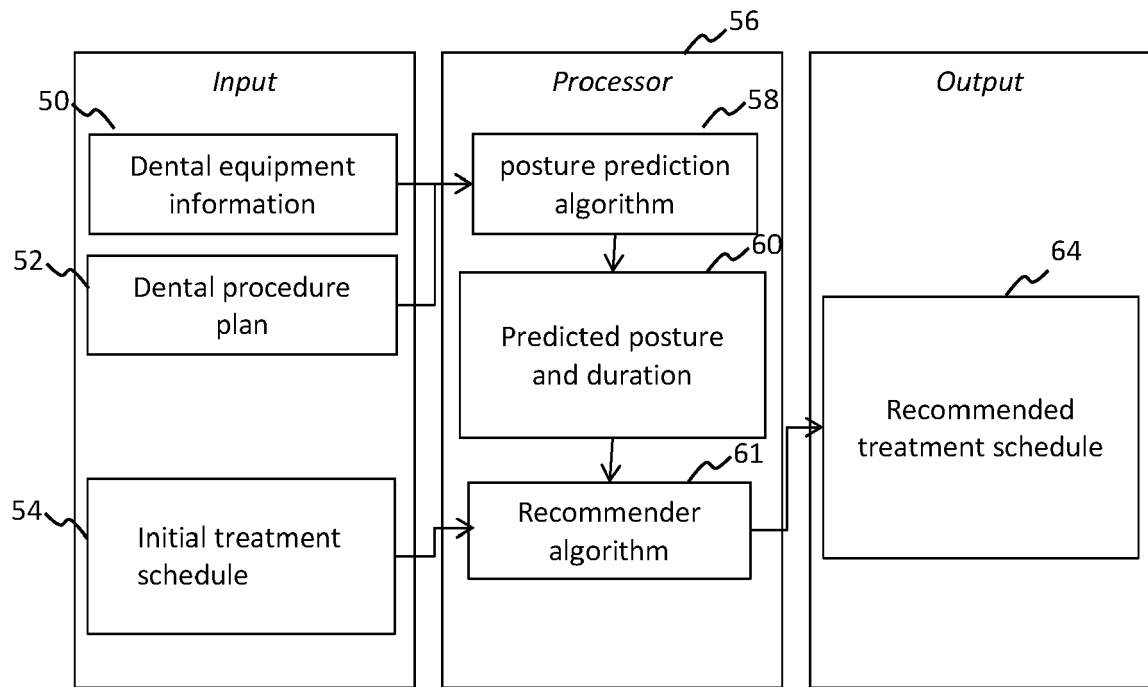 56
Input
Processor
Output
50
58
Dental equipment
information
posture prediction
algorithm
52
60
64
Dental procedure
plan
Predicted posture
and duration
Recommended
treatment schedule
61
54
Initial treatment
schedule
Recommender
algorithm